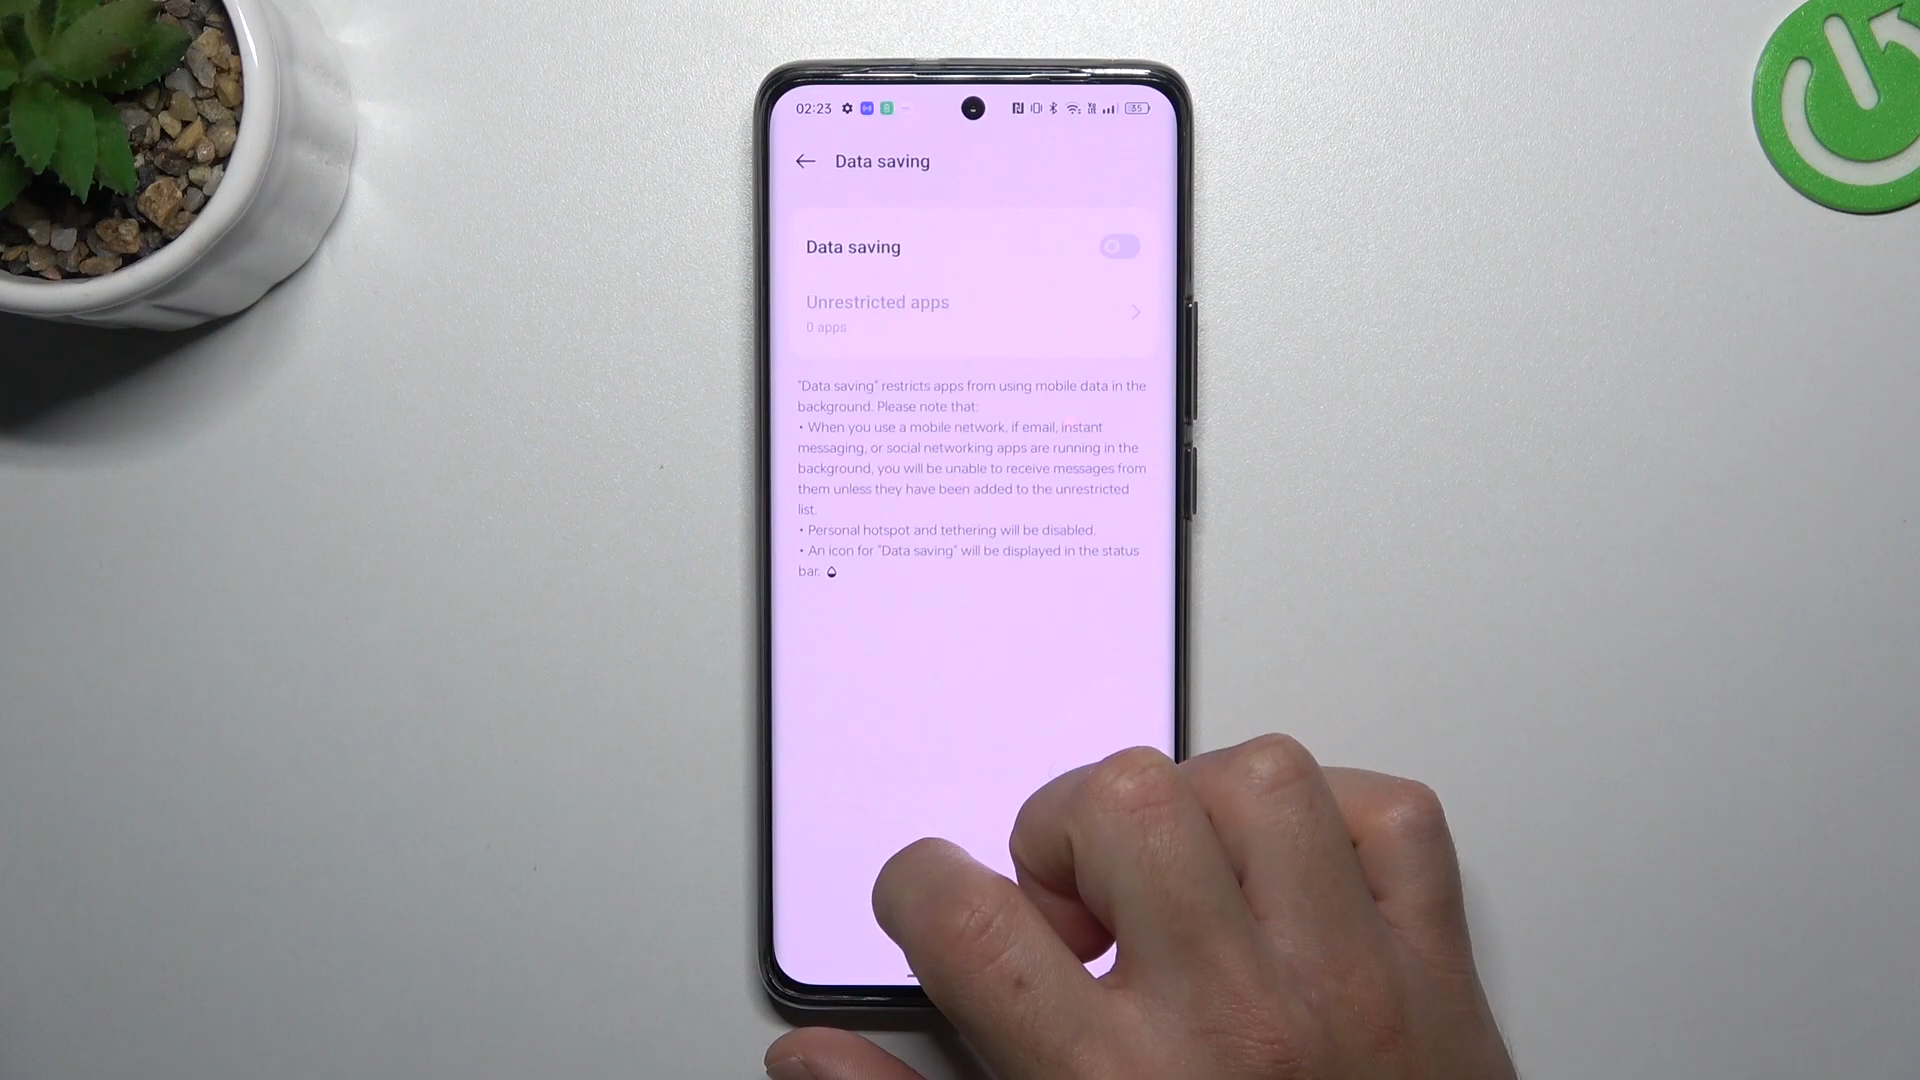 02:23
35
Data saving
Data saving
Unrestricted apps
0 apps
"Data saving" restricts apps from using mobile data in the
background. Please note that:
• When you use a mobile network, if email, instant
messaging, or social networking apps are running in the
background, you will be unable to receive messages from
them unless they have been added to the unrestricted
list.
• Personal hotspot and tethering will be disabled.
• An icon for "Data saving" will be displayed in the status
bar.